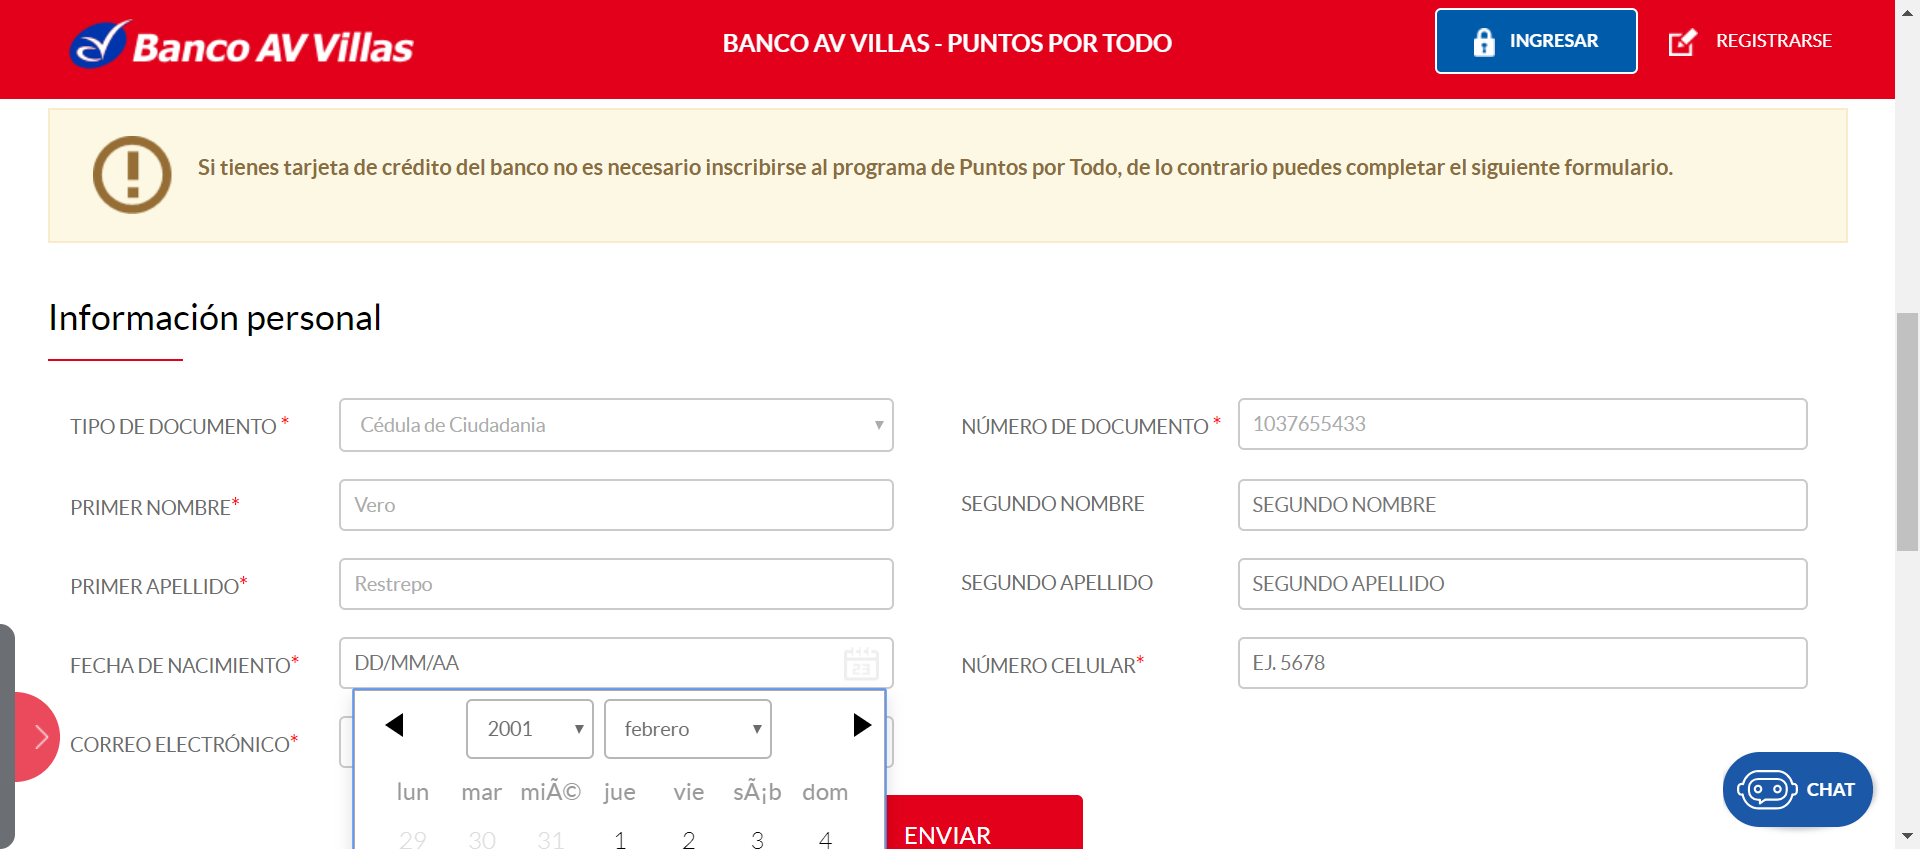 Banco AV Villas
BANCO AV VILLAS - PUNTOS POR TODO
INGRESAR
REGISTRARSE
Si tienes tarjeta de crédito del banco no es necesario inscribirse al programa de Puntos por Todo, de lo contrario puedes completar el siguiente formulario.
Información personal
TIPO DE DOCUMENTO *
Cédula de Ciudadania
NÚMERO DE DOCUMENTO *
1037655433
PRIMER NOMBRE*
Vero
SEGUNDO NOMBRE
SEGUNDO NOMBRE
PRIMER APELLIDO*
Restrepo
SEGUNDO APELLIDO
SEGUNDO APELLIDO
FECHA DE NACIMIENTO*
DD/MM/AA
23
NÚMERO CELULAR*
EJ. 5678
CORREO ELECTRÓNICO*
2001
febrero
lun mar miÃ© jue vie sÃ¡b dom
29 30 31 1 2 3 4
ENVIAR
CHAT